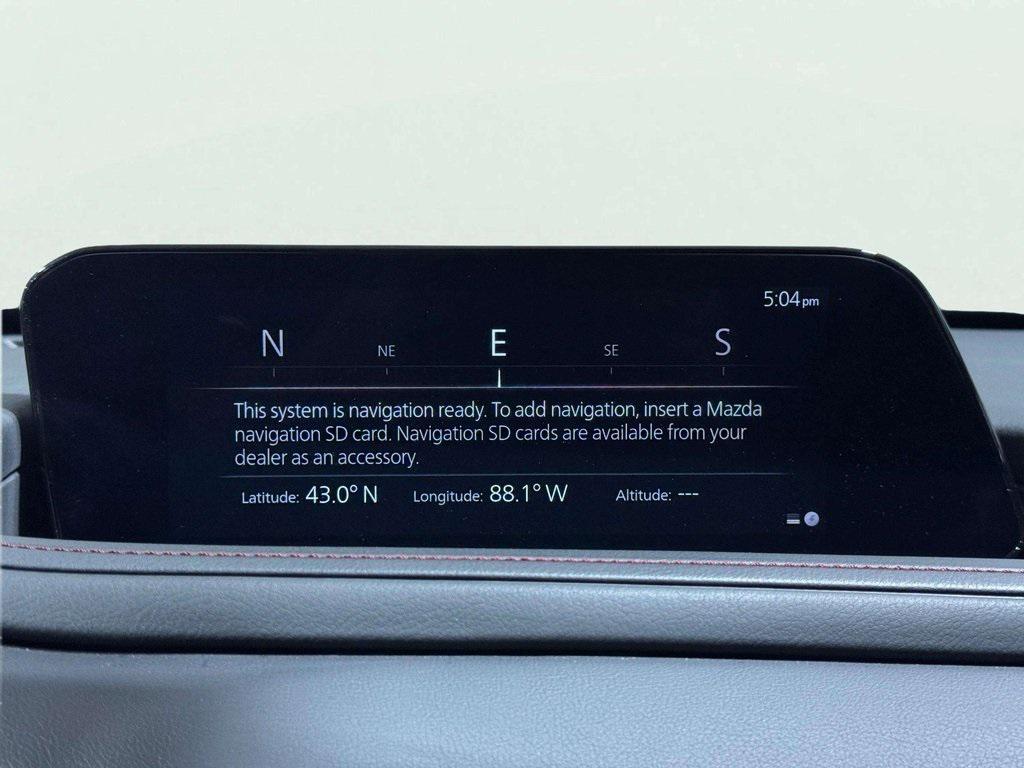 5:04pm
N NE E SE S
This system is navigation ready. To add navigation, insert a Mazda
navigation SD card. Navigation SD cards are available from your
dealer as an accessory.
Latitude: 43.0° N Longitude: 88.1° W Altitude: ---